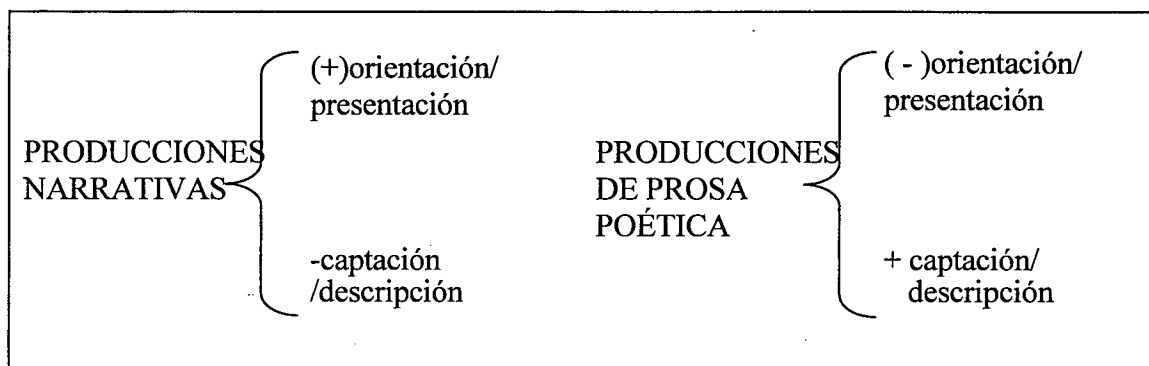 PRODUCCIONES
NARRATIVAS
(+)orientación/
presentación
-captación
/descripción
PRODUCCIONES
DE PROSA
POÉTICA
( - )orientación/
presentación
+ captación/
descripción